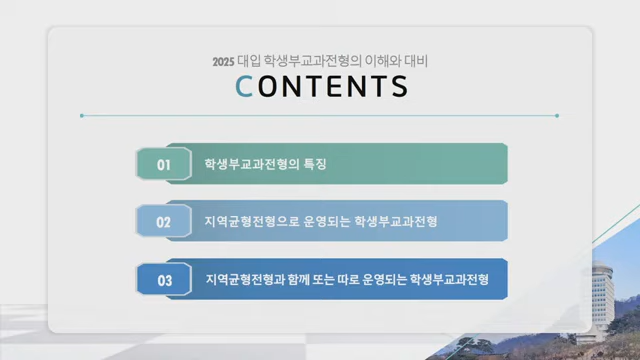 2025 대입 학생부교과전형의 이해와 대비
CONTENTS
01 학생부교과전형의 특징
02 지역균형전형으로 운영되는 학생부교과전형
03 지역균형전형과 함께 또는 따로 운영되는 학생부교과전형